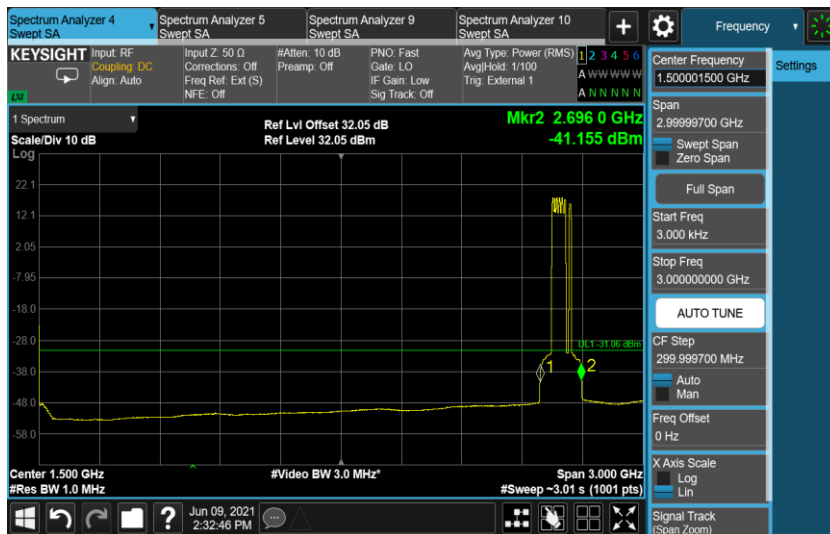 Spectrum Analyzer 4
Swept SA
Spectrum Analyzer 5
Swept SA
Spectrum Analyzer 9
Swept SA
Spectrum Analyzer 10
Swept SA
+
Frequency
KEYSIGHT
LXI
Input: RF
Coupling: DC
Align: Auto
Input Z: 50 Ω
Corrections: Off
Freq Ref: Ext (S)
NFE: Off
#Atten: 10 dB
Preamp: Off
PNO: Fast
Gate: LO
IF Gain: Low
Sig Track: Off
Avg Type: Power (RMS)
Avg|Hold: 1/100
Trig: External 1
1 2 3 4 5 6
A W W W W W
A N N N N N
1 Spectrum
Scale/Div 10 dB
Log
Ref Lvl Offset 32.05 dB
Ref Level 32.05 dBm
Mkr2 2.696 0 GHz
-41.155 dBm
22.1
12.1
2.05
-7.95
-18.0
-28.0
-38.0
-48.0
-58.0
DL1 -31.06 dBm
1
2
Center 1.500 GHz
#Res BW 1.0 MHz
#Video BW 3.0 MHz*
Span 3.000 GHz
#Sweep ~3.01 s (1001 pts)
Jun 09, 2021
2:32:46 PM
?
Center Frequency
1.500001500 GHz
Span
2.99999700 GHz
Swept Span
Zero Span
Full Span
Start Freq
3.000 kHz
Stop Freq
3.000000000 GHz
AUTO TUNE
CF Step
299.999700 MHz
Auto
Man
Freq Offset
0 Hz
X Axis Scale
Log
Lin
Signal Track
(Span Zoom)
Settings